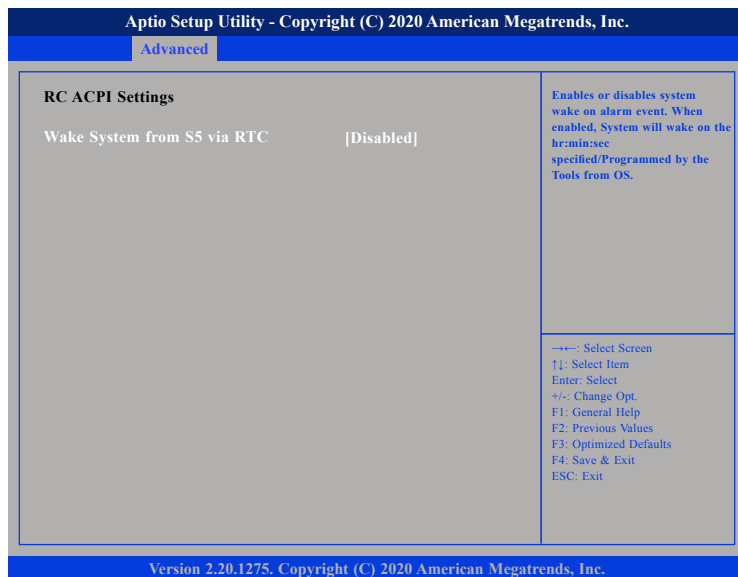 Aptio Setup Utility - Copyright (C) 2020 American Megatrends, Inc.
Advanced
RC ACPI Settings
Wake System from S5 via RTC [Disabled]
Enables or disables system
wake on alarm event. When
enabled, System will wake on the
hr:min:sec
specified/Programmed by the
Tools from OS.
→←: Select Screen
↑↓: Select Item
Enter: Select
+/-: Change Opt.
F1: General Help
F2: Previous Values
F3: Optimized Defaults
F4: Save & Exit
ESC: Exit
Version 2.20.1275. Copyright (C) 2020 American Megatrends, Inc.